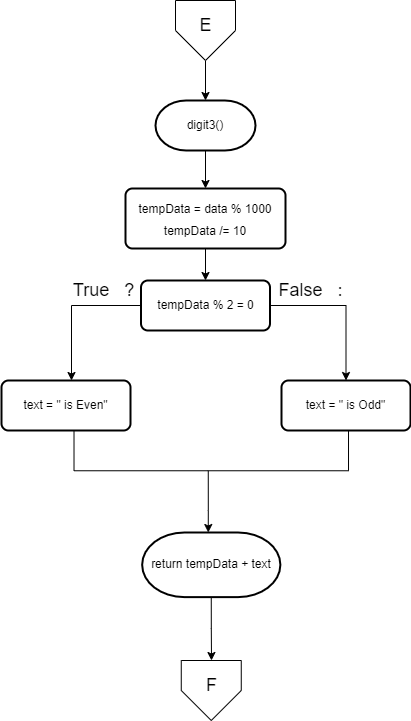 E
digit3()
tempData = data % 1000
tempData /= 10
True ?
tempData % 2 = 0
False :
text = " is Even"
text = " is Odd"
return tempData + text
F